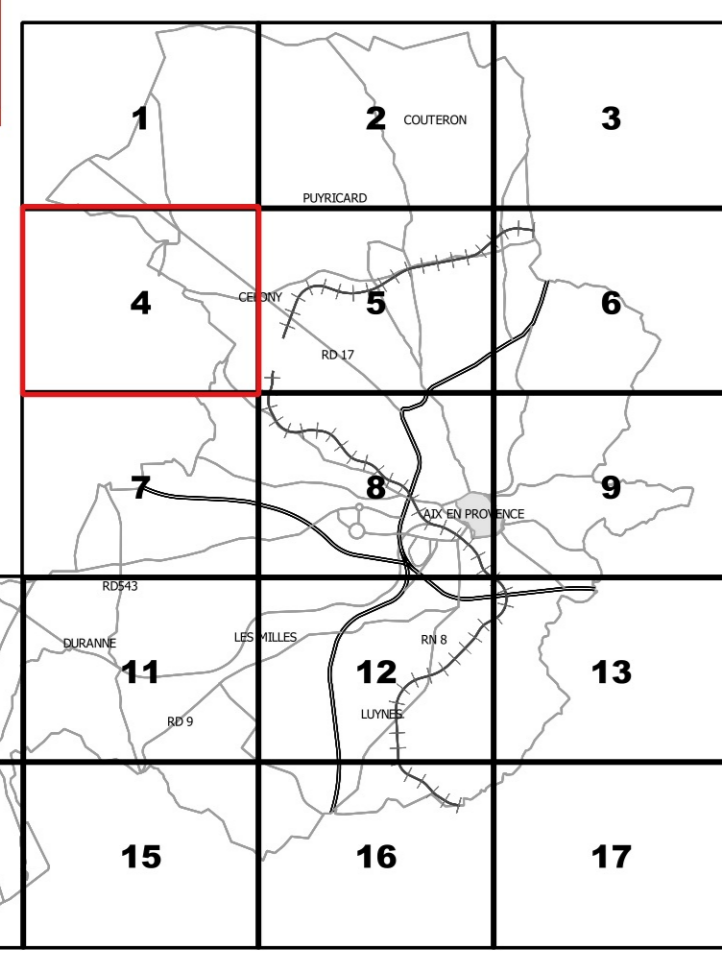 1
2
COUTERON
3
PUYRICARD
4
CELONY
5
6
RD 17
7
8
9
AIX EN PROVENCE
RD543
DURANNE
LES MILLES
RN 8
11
12
13
LUYNES
RD 9
15
16
17